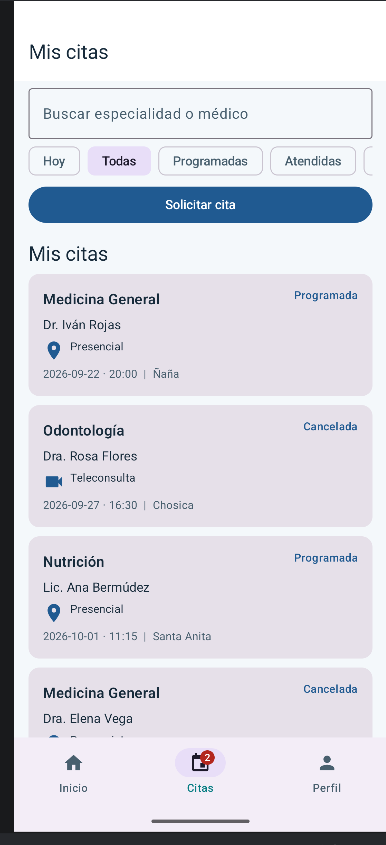 Mis citas
Buscar especialidad o médico
Hoy
Todas
Programadas
Atendidas
Solicitar cita
Mis citas
Medicina General
Programada
Dr. Iván Rojas
Presencial
2026-09-22 · 20:00 | Ñaña
Odontología
Cancelada
Dra. Rosa Flores
Teleconsulta
2026-09-27 · 16:30 | Chosica
Nutrición
Programada
Lic. Ana Bermúdez
Presencial
2026-10-01 · 11:15 | Santa Anita
Medicina General
Cancelada
Dra. Elena Vega
2
Inicio
Citas
Perfil